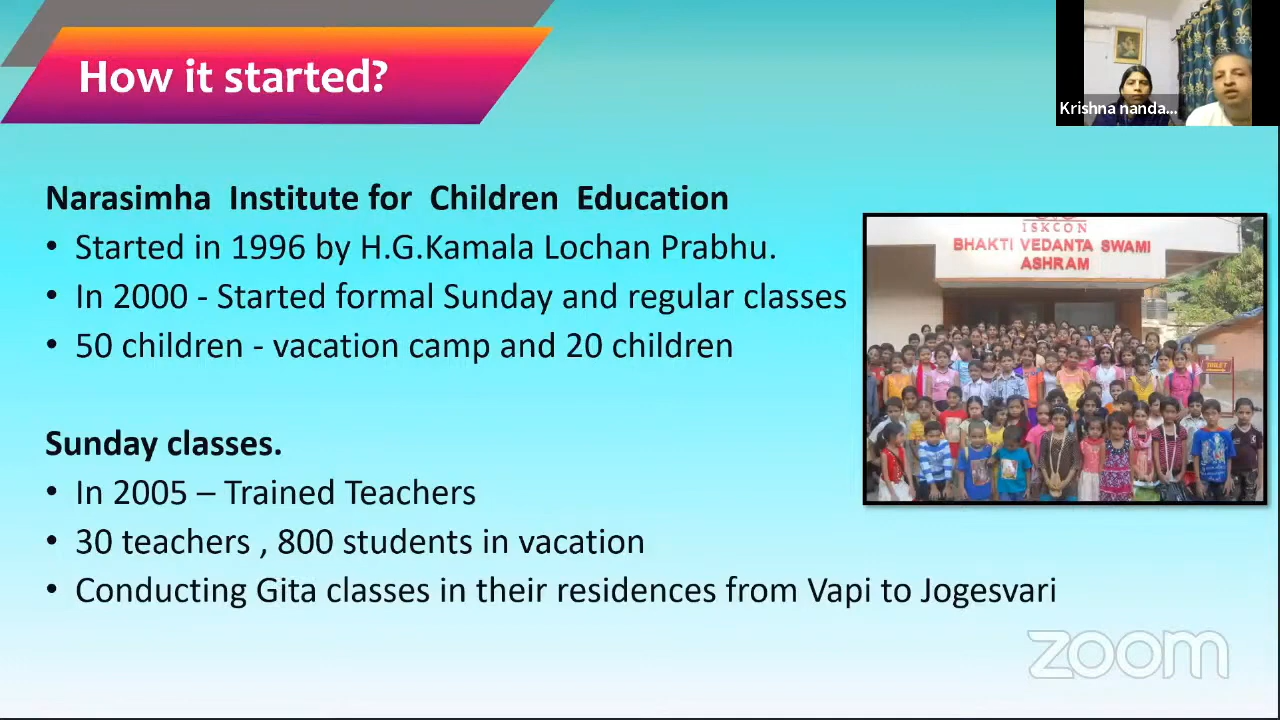 How it started?
Krishna nanda...
Narasimha Institute for Children Education
• Started in 1996 by H.G.Kamala Lochan Prabhu.
• In 2000 - Started formal Sunday and regular classes
• 50 children - vacation camp and 20 children
ISKCON
BHAKTI VEDANTA SWAMI
ASHRAM
TOILET
Sunday classes.
• In 2005 – Trained Teachers
• 30 teachers , 800 students in vacation
• Conducting Gita classes in their residences from Vapi to Jogesvari
zoom